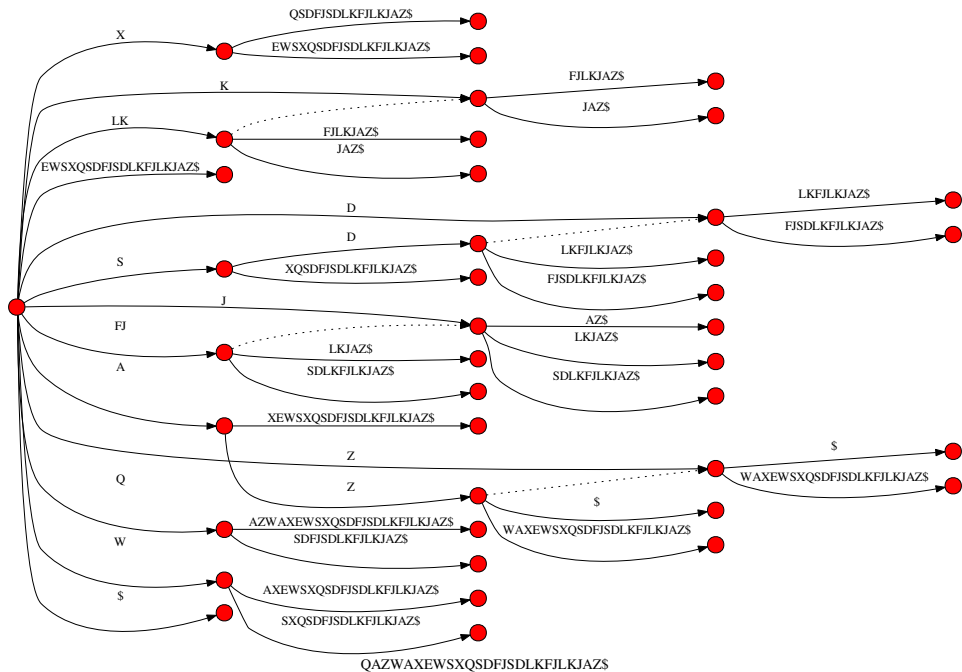 QSDFJSDLKFJLKJAZ$
X
EWSXQSDFJSDLKFJLKJAZ$
FJLKJAZ$
K
JAZ$
LK
FJLKJAZ$
JAZ$
EWSXQSDFJSDLKFJLKJAZ$
LKFJLKJAZ$
D
FJSDLKFJLKJAZ$
D
LKFJLKJAZ$
S
XQSDFJSDLKFJLKJAZ$
FJSDLKFJLKJAZ$
J
AZ$
FJ
LKJAZ$
LKJAZ$
A
SDLKFJLKJAZ$
SDLKFJLKJAZ$
XEWSXQSDFJSDLKFJLKJAZ$
$
Z
Q
WAXEWSXQSDFJSDLKFJLKJAZ$
Z
$
AZWAXEWSXQSDFJSDLKFJLKJAZ$
WAXEWSXQSDFJSDLKFJLKJAZ$
SDFJSDLKFJLKJAZ$
W
AXEWSXQSDFJSDLKFJLKJAZ$
$
SXQSDFJSDLKFJLKJAZ$
QAZWAXEWSXQSDFJSDLKFJLKJAZ$